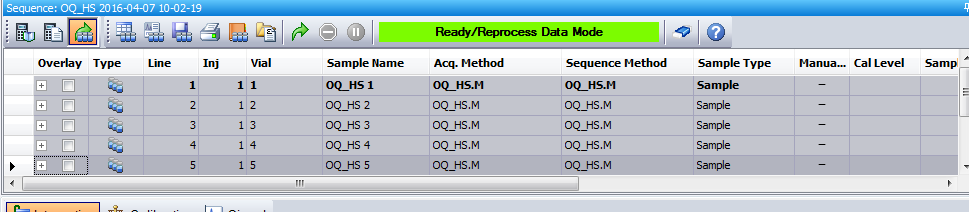 Sequence: OQ_HS 2016-04-07 10-02-19
Ready/Reprocess Data Mode
Overlay Type Line Inj Vial Sample Name Acq. Method Sequence Method Sample Type Manua... Cal Level Samp
1 1 1 OQ_HS 1 OQ_HS.M OQ_HS.M Sample –
2 1 2 OQ_HS 2 OQ_HS.M OQ_HS.M Sample –
3 1 3 OQ_HS 3 OQ_HS.M OQ_HS.M Sample –
4 1 4 OQ_HS 4 OQ_HS.M OQ_HS.M Sample –
5 1 5 OQ_HS 5 OQ_HS.M OQ_HS.M Sample –